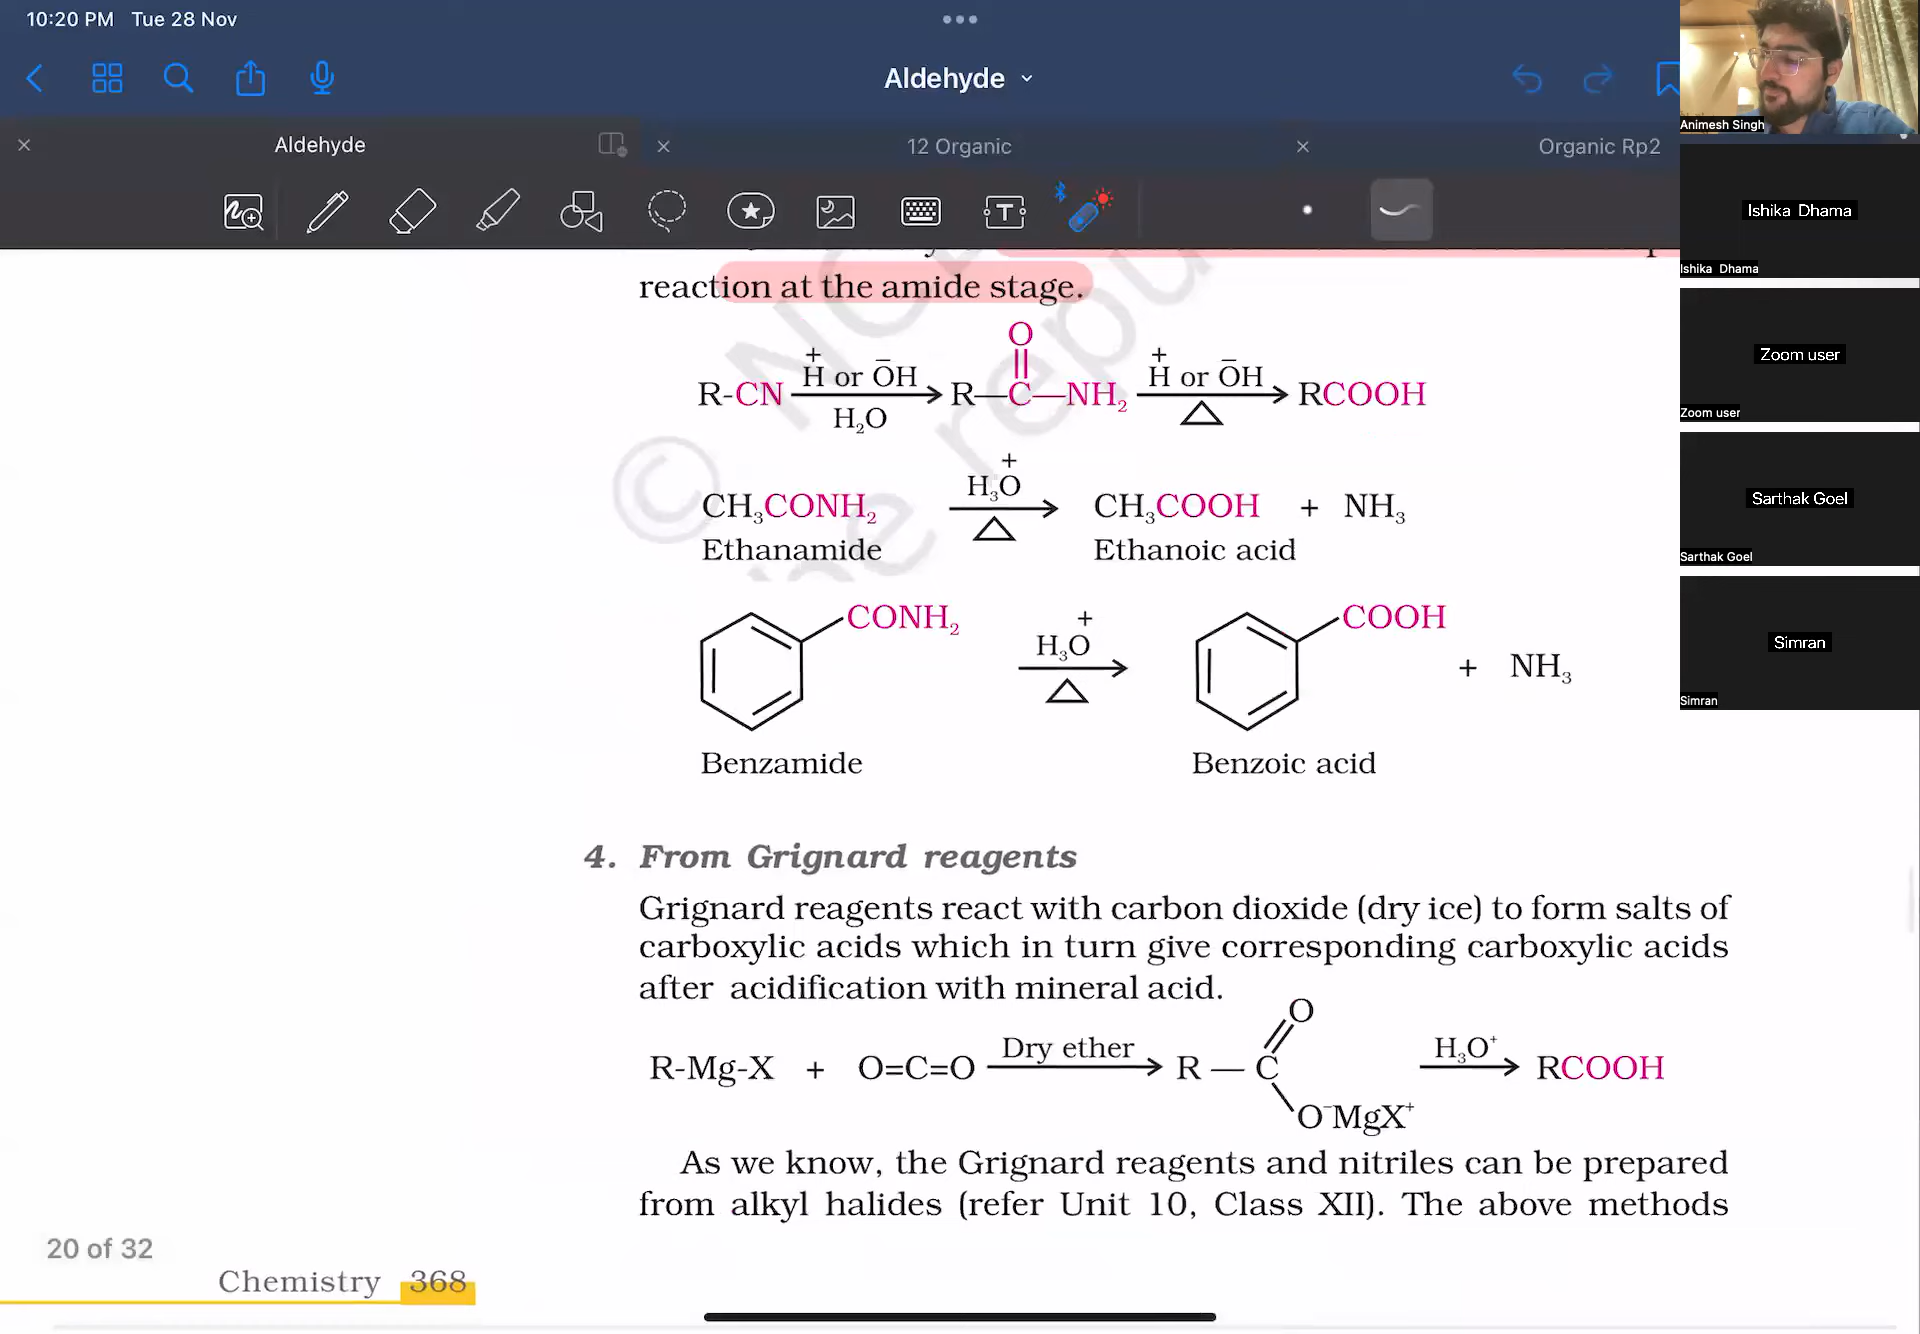 10:20 PM Tue 28 Nov
Aldehyde
Aldehyde
12 Organic
Organic Rp2
reaction at the amide stage.
R-CN H⁺ or ŌH H₂O R—C(=O)—NH₂ H⁺ or ŌH △ RCOOH
CH₃CONH₂ H₃O⁺ △ CH₃COOH + NH₃
Ethanamide Ethanoic acid
CONH₂ H₃O⁺ △ COOH + NH₃
Benzamide Benzoic acid
4. From Grignard reagents
Grignard reagents react with carbon dioxide (dry ice) to form salts of
carboxylic acids which in turn give corresponding carboxylic acids
after acidification with mineral acid.
R-Mg-X + O=C=O Dry ether R — C(=O) O⁻MgX⁺ H₃O⁺ RCOOH
As we know, the Grignard reagents and nitriles can be prepared
from alkyl halides (refer Unit 10, Class XII). The above methods
20 of 32
Chemistry 368
Animesh Singh
Ishika Dhama
Ishika Dhama
Zoom user
Zoom user
Sarthak Goel
Sarthak Goel
Simran
Simran